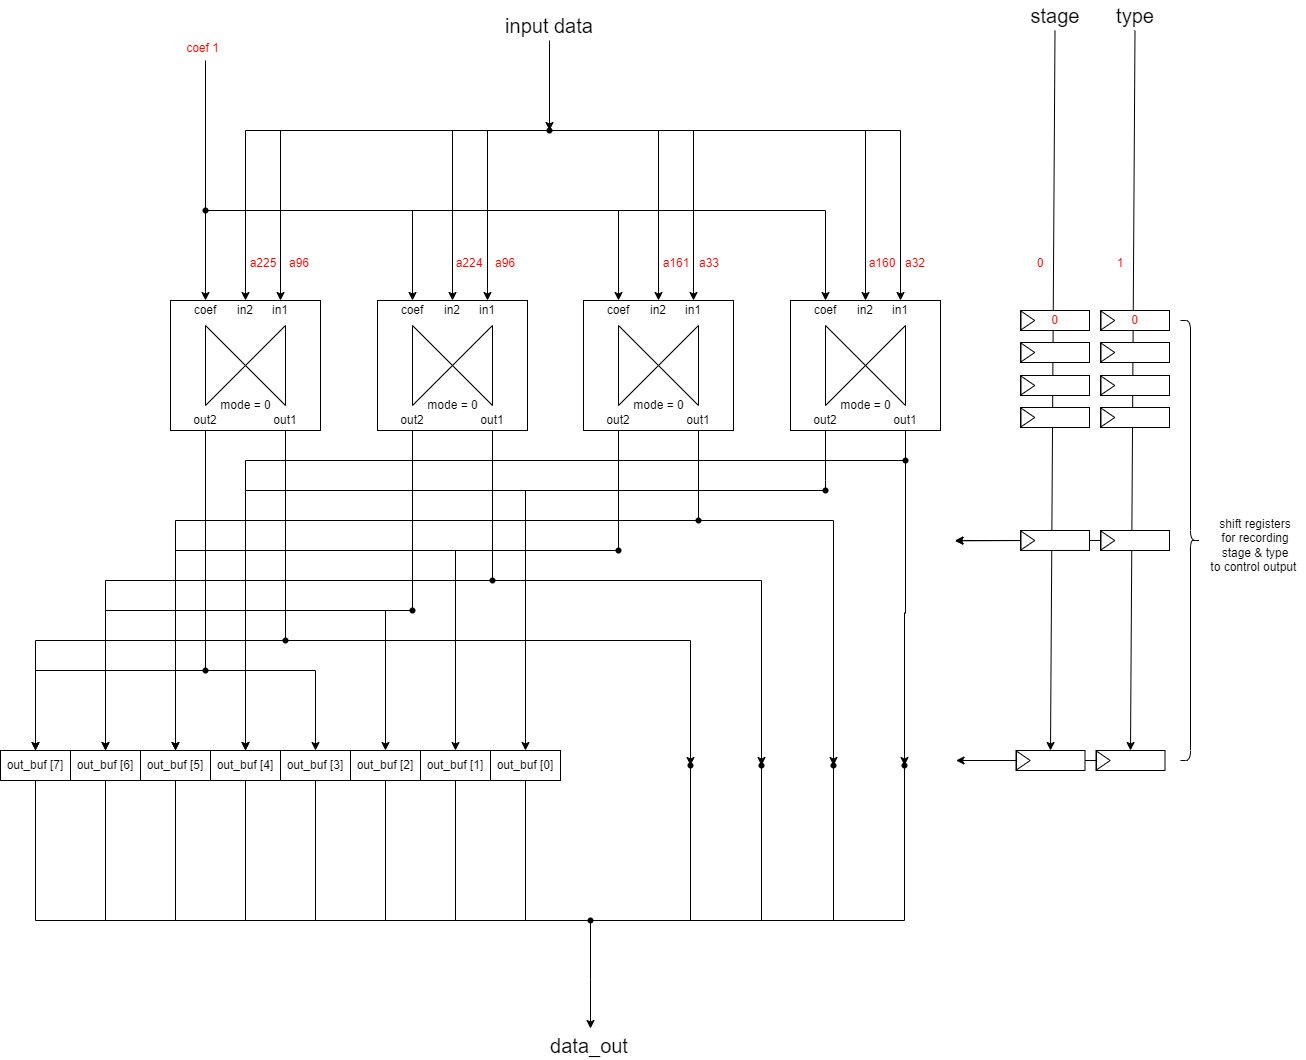 stage type
input data
coef 1
a225 a96 a224 a96 a161 a33 a160 a32 0 1
coef in2 in1 coef in2 in1 coef in2 in1 coef in2 in1
0 0
mode = 0 mode = 0 mode = 0 mode = 0
out2 out1 out2 out1 out2 out1 out2 out1
shift registers
for recording
stage & type
to control output
out_buf [7] out_buf [6] out_buf [5] out_buf [4] out_buf [3] out_buf [2] out_buf [1] out_buf [0]
data_out